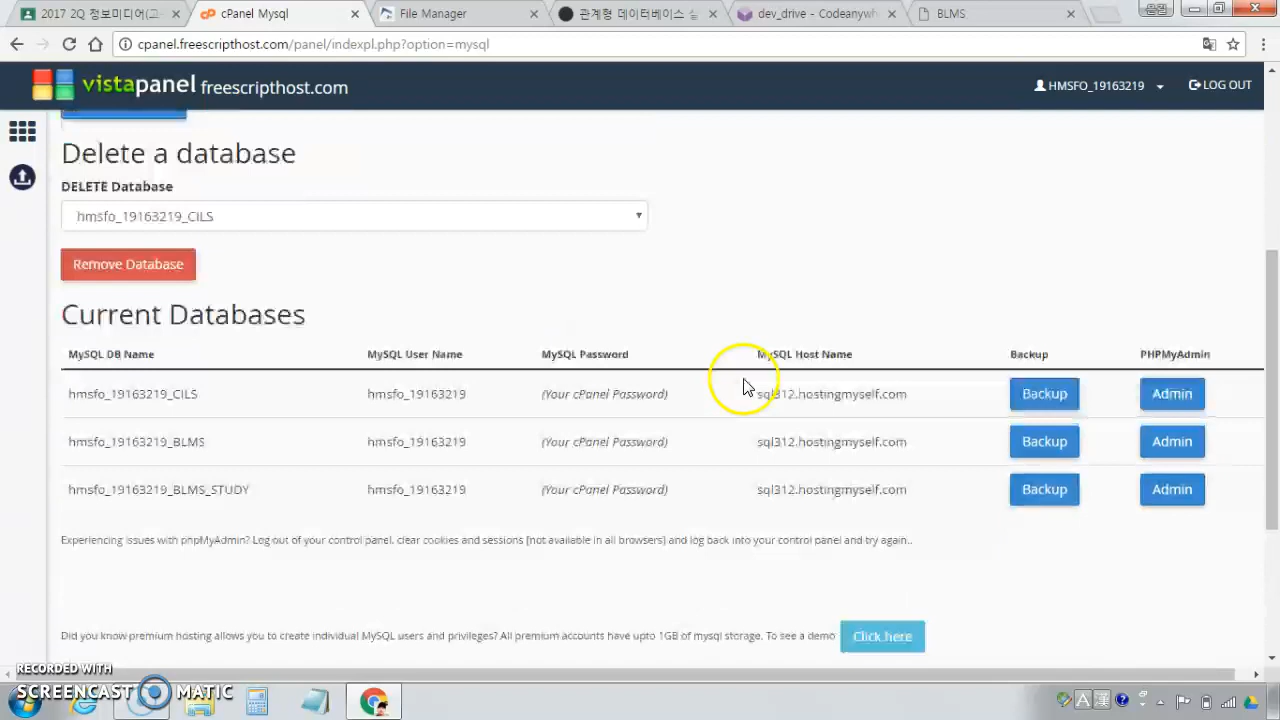 2017 2Q 정보미디어(고
cPanel Mysql
File Manager
관계형 데이터베이스 실
dev_drive - Codeanywh
BLMS
cpanel.freescripthost.com/panel/indexpl.php?option=mysql
vistapanel freescripthost.com
HMSFO_19163219
LOG OUT
Delete a database
DELETE Database
hmsfo_19163219_CILS
Remove Database
Current Databases
MySQL DB Name MySQL User Name MySQL Password MySQL Host Name Backup PHPMyAdmin
hmsfo_19163219_CILS hmsfo_19163219 (Your cPanel Password) sql312.hostingmyself.com Backup Admin
hmsfo_19163219_BLMS hmsfo_19163219 (Your cPanel Password) sql312.hostingmyself.com Backup Admin
hmsfo_19163219_BLMS_STUDY hmsfo_19163219 (Your cPanel Password) sql312.hostingmyself.com Backup Admin
Experiencing issues with phpMyAdmin? Log out of your control panel, clear cookies and sessions [not available in all browsers] and log back into your control panel and try again..
Did you know premium hosting allows you to create individual MySQL users and privileges? All premium accounts have upto 1GB of mysql storage. To see a demo Click here
RECORDED WITH
SCREENCAST MATIC
A 漢